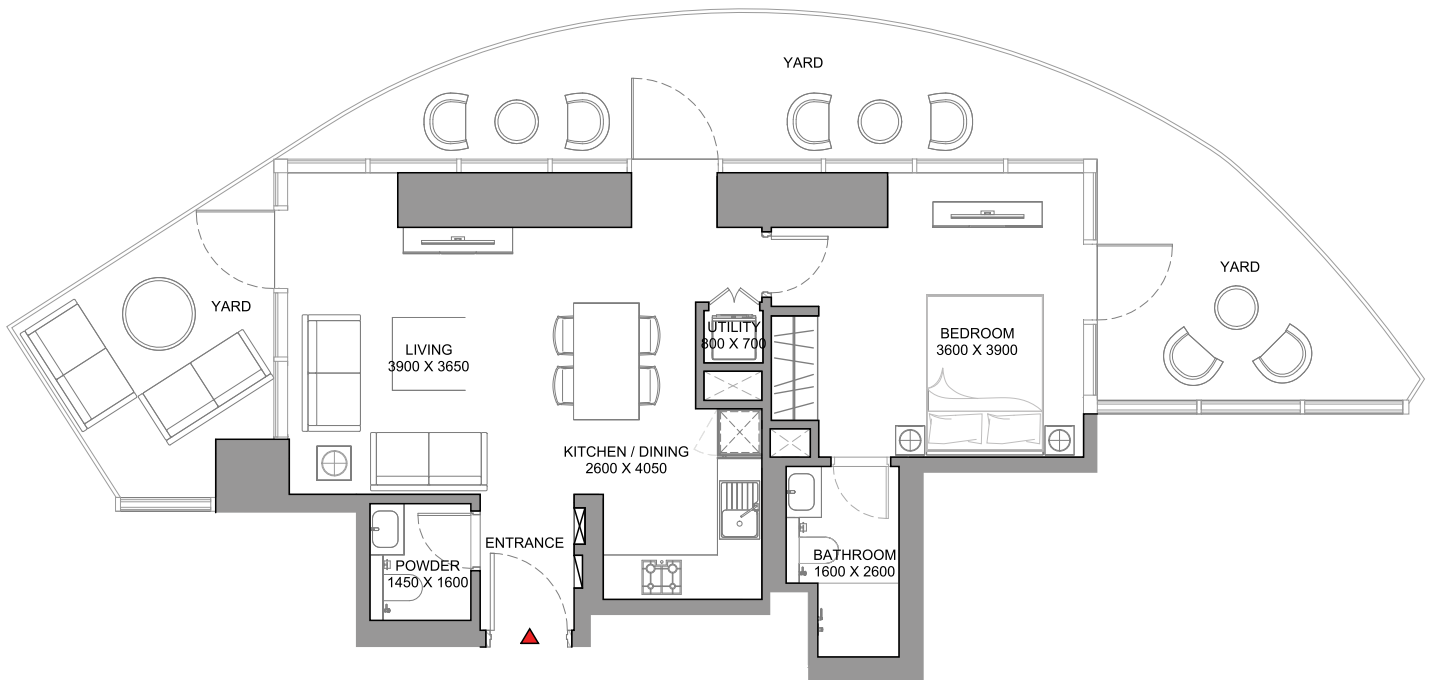 YARD
YARD
YARD
LIVING
3900 X 3650
UTILITY
800 X 700
BEDROOM
3600 X 3900
KITCHEN / DINING
2600 X 4050
ENTRANCE
POWDER
1450 X 1600
BATHROOM
1600 X 2600